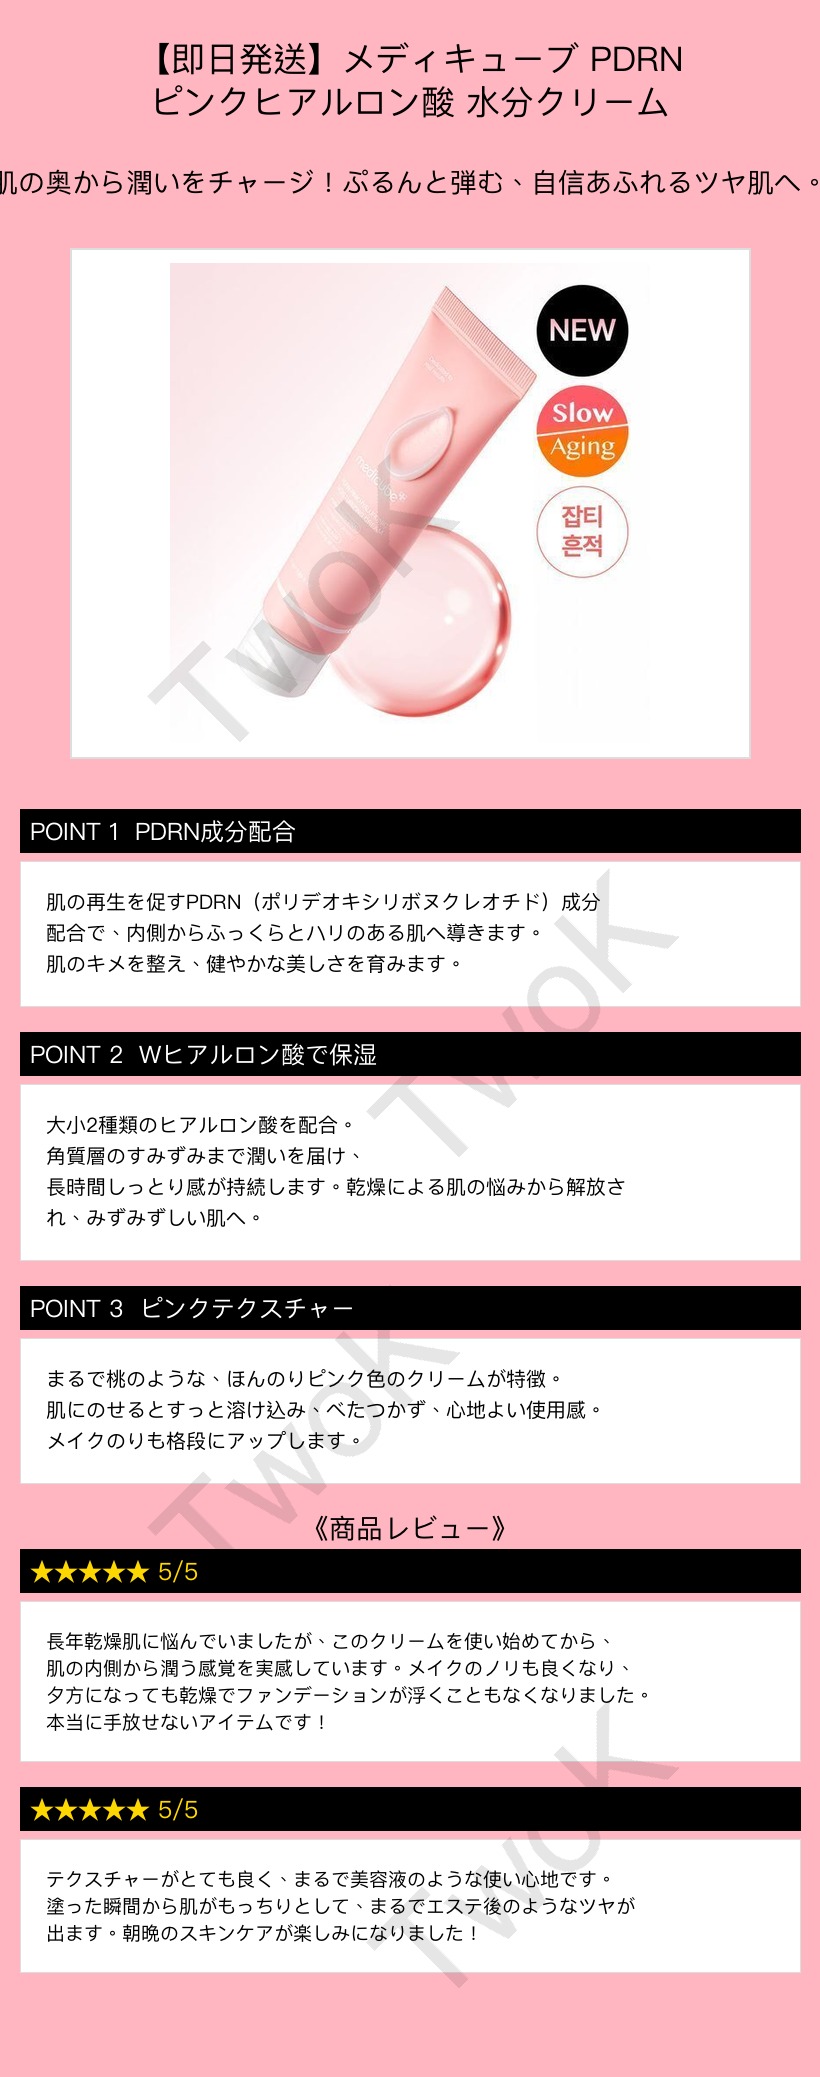 【即日発送】メディキューブ PDRN
ピンクヒアルロン酸 水分クリーム
肌の奥から潤いをチャージ！ぷるんと弾む、自信あふれるツヤ肌へ。
NEW
Slow
Aging
잡티
흔적
medicube
TwoK
POINT 1 PDRN成分配合
肌の再生を促すPDRN（ポリデオキシリボヌクレオチド）成分
配合で、内側からふっくらとハリのある肌へ導きます。
肌のキメを整え、健やかな美しさを育みます。
TwoK
POINT 2 Wヒアルロン酸で保湿
大小2種類のヒアルロン酸を配合。
角質層のすみずみまで潤いを届け、
長時間しっとり感が持続します。乾燥による肌の悩みから解放さ
れ、みずみずしい肌へ。
POINT 3 ピンクテクスチャー
まるで桃のような、ほんのりピンク色のクリームが特徴。
肌にのせるとすっと溶け込み、べたつかず、心地よい使用感。
メイクのりも格段にアップします。
TwoK
《商品レビュー》
★★★★★ 5/5
長年乾燥肌に悩んでいましたが、このクリームを使い始めてから、
肌の内側から潤う感覚を実感しています。メイクのノリも良くなり、
夕方になっても乾燥でファンデーションが浮くこともなくなりました。
本当に手放せないアイテムです！
★★★★★ 5/5
テクスチャーがとても良く、まるで美容液のような使い心地です。
塗った瞬間から肌がもっちりとして、まるでエステ後のようなツヤが
出ます。朝晩のスキンケアが楽しみになりました！
TwoK